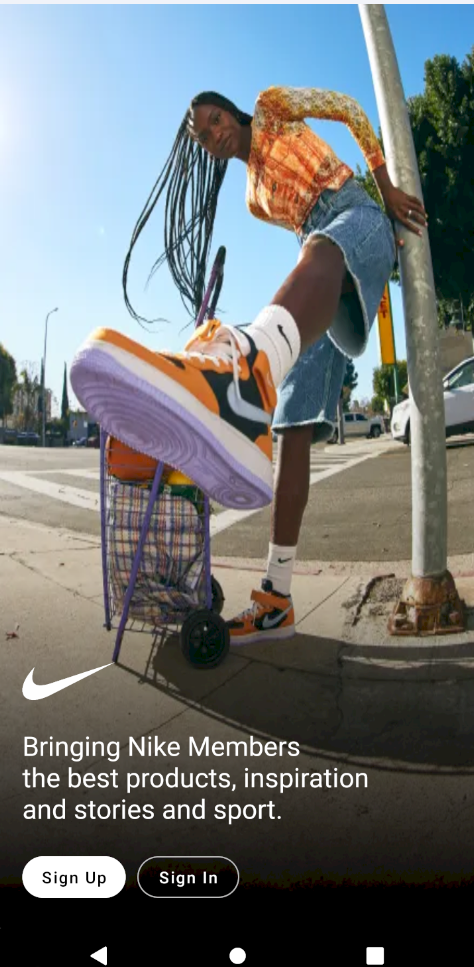 Bringing Nike Members
the best products, inspiration
and stories and sport.
Sign Up
Sign In